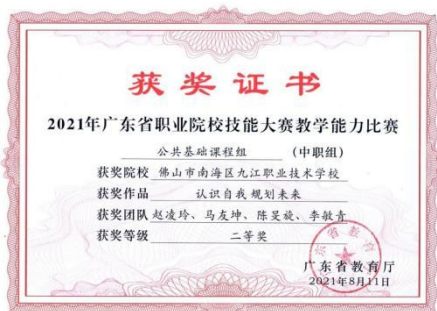 获奖证书
2021年广东省职业院校技能大赛教学能力比赛
公共基础课程组 (中职组)
获奖院校 佛山市南海区九江职业技术学校
获奖作品 认识自我 规划未来
获奖团队 赵凌玲、马友坤、陈昊旋、李敏青
获奖等级 二等奖
广东省教育厅
2021年8月11日